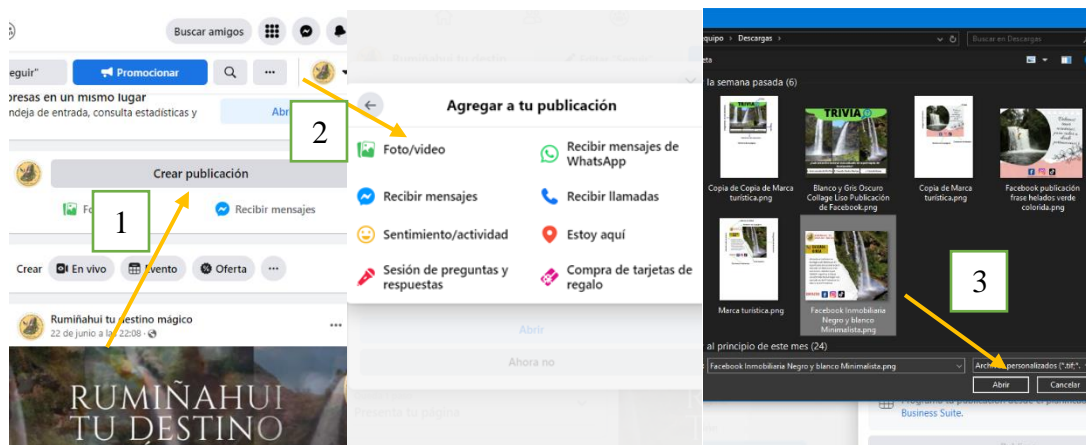 Buscar amigos
eguir"
Promocionar
presas en un mismo lugar
ndeja de entrada, consulta estadísticas y
Abr
Crear publicación
1
Recibir mensajes
Crear
En vivo
Evento
Oferta
Rumiñahui tu destino mágico
22 de junio a las 22:08
RUMIÑAHUI
TU DESTINO
2
Agregar a tu publicación
Foto/video
Recibir mensajes de
WhatsApp
Recibir mensajes
Recibir llamadas
Sentimiento/actividad
Estoy aquí
Sesión de preguntas y
respuestas
Compra de tarjetas de
regalo
Abrir
Ahora no
Presenta tu página
equipo > Descargas >
Buscar en Descargas
eta
la semana pasada (6)
TRIVIA
Copia de Copia de Marca
turística.png
Blanco y Gris Oscuro
Collage Liso Publicación
de Facebook.png
Copia de Marca
turística.png
Facebook publicación
frase helados verde
colorida.png
Marca turística.png
Facebook Inmobiliaria
Negro y blanco
Minimalista.png
3
al principio de este mes (24)
Facebook Inmobiliaria Negro y blanco Minimalista.png
Archivos personalizados (*.tif;*.
Abrir
Cancelar
Business Suite.